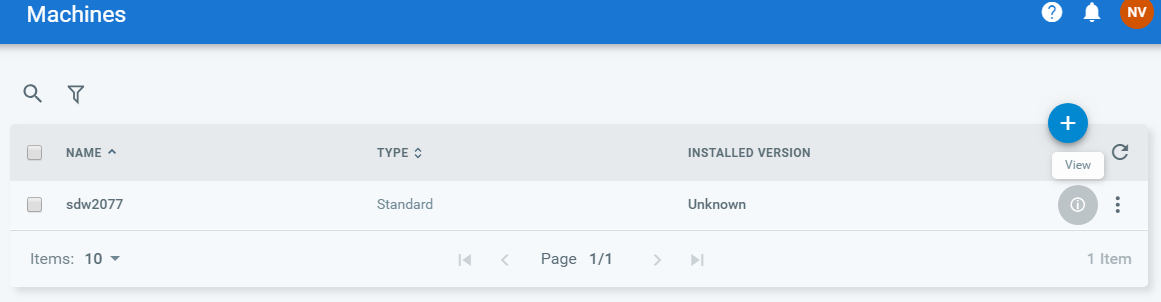 Machines
? NV
+
NAME TYPE INSTALLED VERSION
View
sdw2077 Standard Unknown
Items: 10 Page 1/1 1 Item